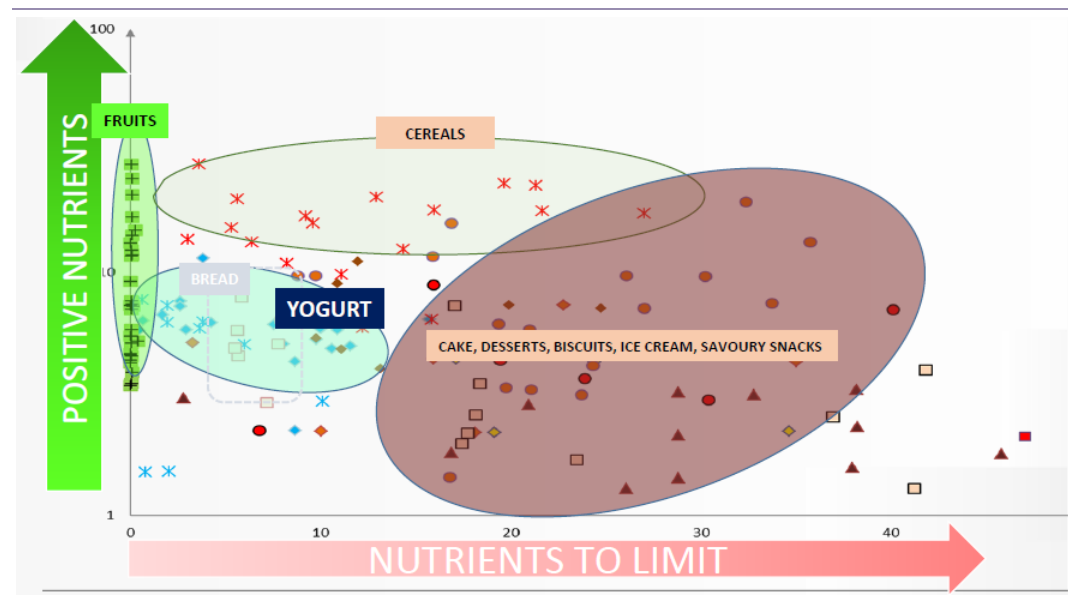 100
FRUITS
CEREALS
POSITIVE NUTRIENTS
10
BREAD
YOGURT
CAKE, DESSERTS, BISCUITS, ICE CREAM, SAVOURY SNACKS
1
0 10 20 30 40
NUTRIENTS TO LIMIT